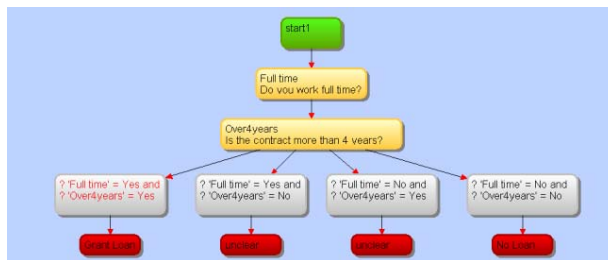 start1
Full time
Do you work full time?
Over4years
Is the contract more than 4 years?
? 'Full time' = Yes and
? 'Over4years' = Yes
? 'Full time' = Yes and
? 'Over4years' = No
? 'Full time' = No and
? 'Over4years' = Yes
? 'Full time' = No and
? 'Over4years' = No
Grant Loan
unclear
unclear
No Loan